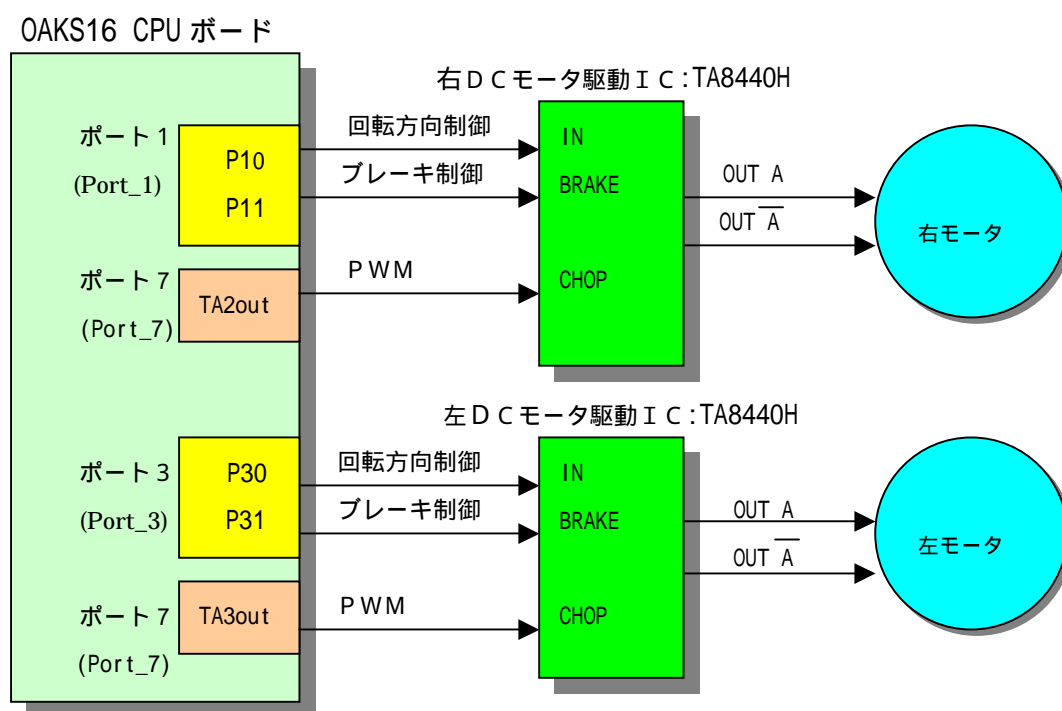 OAKS16 CPU ボード
右ＤＣモータ駆動ＩＣ:TA8440H
ポート１
(Port_1)
P10
P11
回転方向制御
ブレーキ制御
IN
BRAKE
OUT A
OUT A̅
右モータ
ポート７
(Port_7)
TA2out
ＰＷＭ
CHOP
左ＤＣモータ駆動ＩＣ:TA8440H
ポート３
(Port_3)
P30
P31
回転方向制御
ブレーキ制御
IN
BRAKE
OUT A
OUT A̅
左モータ
ポート７
(Port_7)
TA3out
ＰＷＭ
CHOP